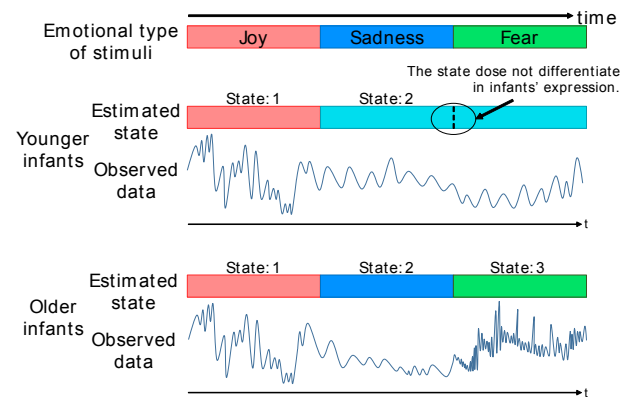 time
Emotional type
of stimuli
Joy
Sadness
Fear
The state dose not differentiate
in infants' expression.
State: 1
State: 2
Estimated
state
Younger
infants
Observed
data
t
State: 1
State: 2
State: 3
Estimated
state
Older
infants
Observed
data
t